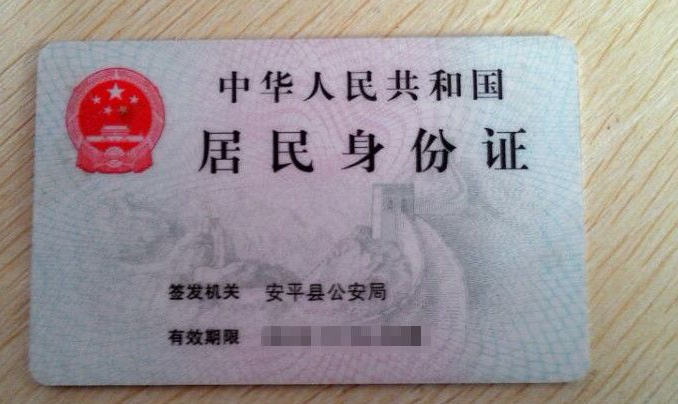 中华人民共和国
居民身份证
签发机关 安平县公安局
有效期限